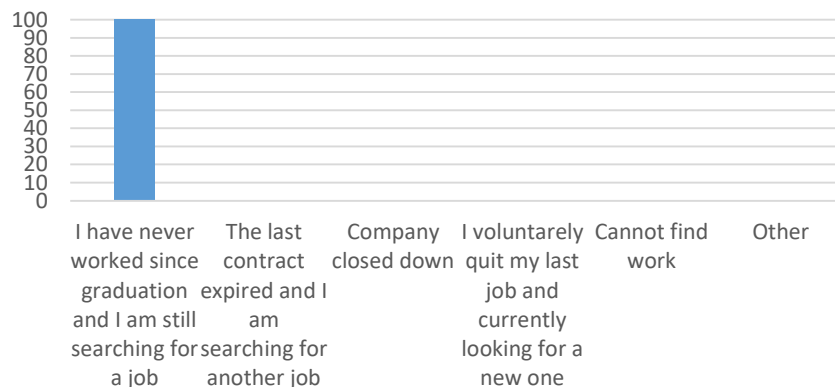 100
90
80
70
60
50
40
30
20
10
0
I have never
worked since
graduation
and I am still
searching for
a job
The last
contract
expired and I
am
searching for
another job
Company
closed down
I voluntarely
quit my last
job and
currently
looking for a
new one
Cannot find
work
Other